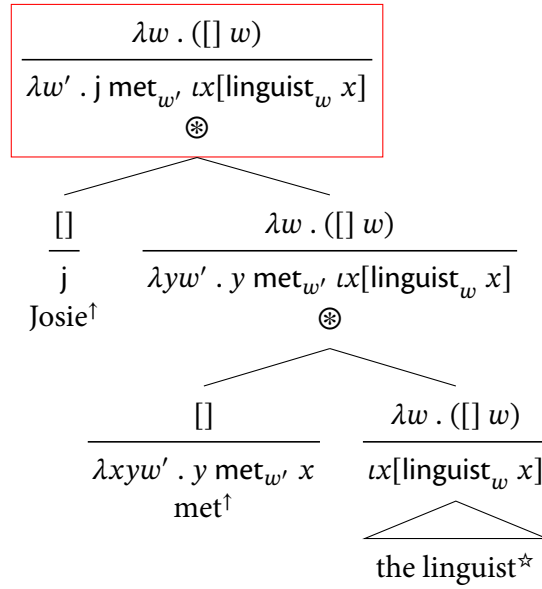 λw . ([] w)
λw′ . j met_w′ ιx[linguist_w x]
⊛
[]
λw . ([] w)
j
λyw′ . y met_w′ ιx[linguist_w x]
Josie↑
⊛
[]
λw . ([] w)
λxyw′ . y met_w′ x
ιx[linguist_w x]
met↑
the linguist☆